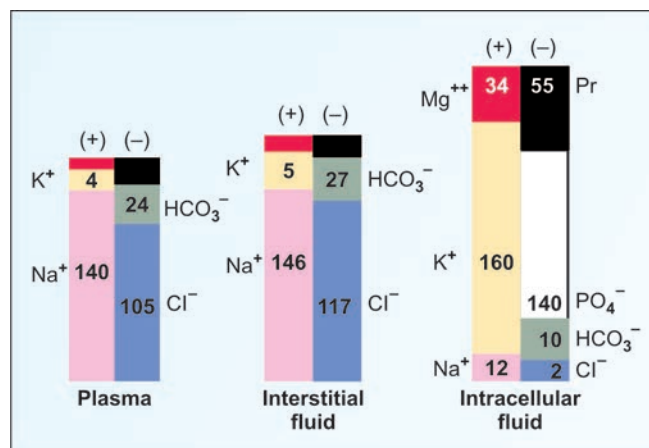 (+) (–)
K⁺ 4
24 HCO₃⁻
Na⁺ 140
105 Cl⁻
Plasma
(+) (–)
K⁺ 5
27 HCO₃⁻
Na⁺ 146
117 Cl⁻
Interstitial
fluid
(+) (–)
Mg⁺⁺ 34 55 Pr
K⁺ 160
140 PO₄⁻
10 HCO₃⁻
Na⁺ 12
2 Cl⁻
Intracellular
fluid